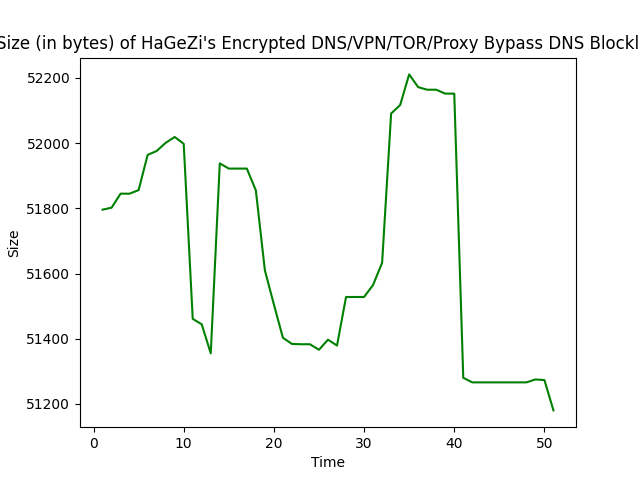 Size (in bytes) of HaGeZi's Encrypted DNS/VPN/TOR/Proxy Bypass DNS Blockl
52200
52000
51800
51600
51400
51200
Size
0 10 20 30 40 50
Time